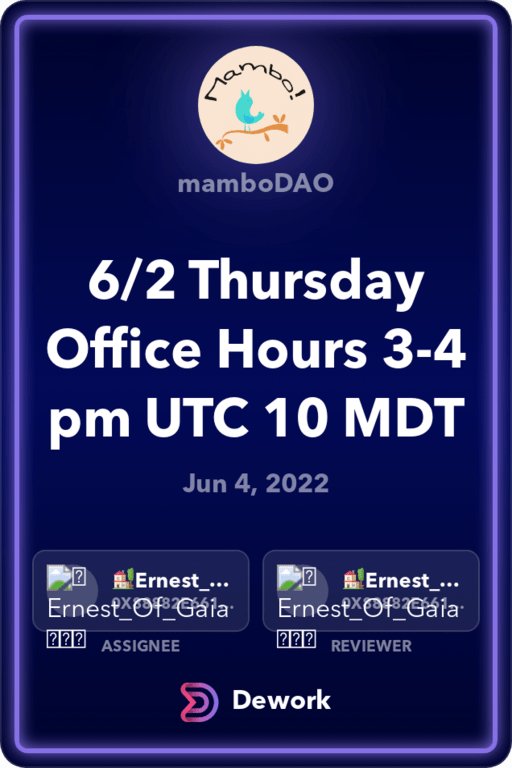 Mambo!
mamboDAO
6/2 Thursday
Office Hours 3-4
pm UTC 10 MDT
Jun 4, 2022
Ernest_...
Ernest_...
Ernest_Of_Gaia
Ernest_Of_Gaia
ASSIGNEE
REVIEWER
Dework